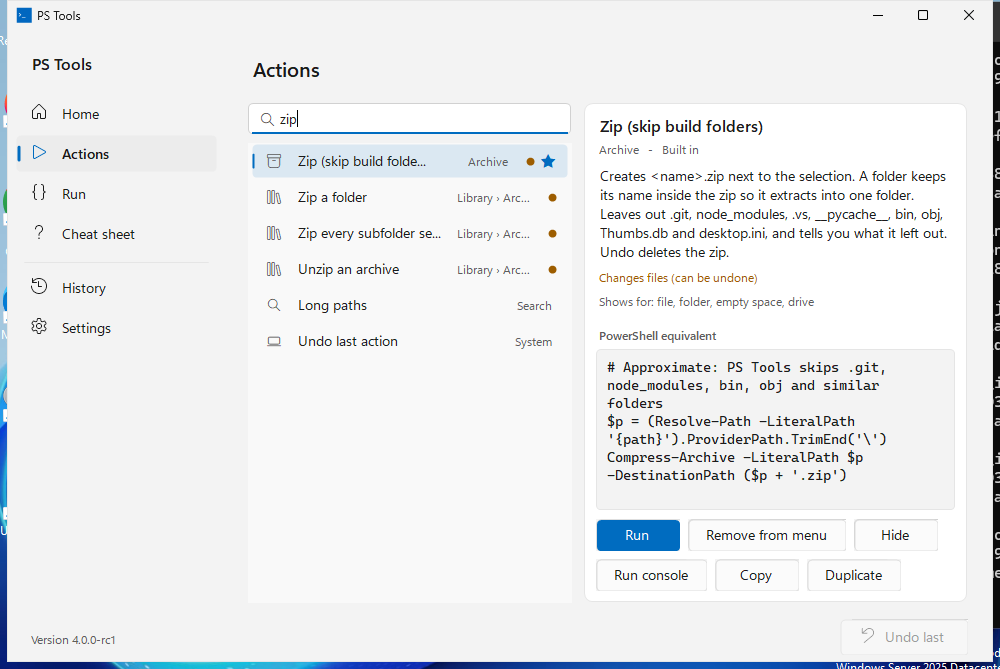 PS Tools
PS Tools
Home
Actions
Run
Cheat sheet
History
Settings
Version 4.0.0-rc1
Actions
zip
Zip (skip build folde... Archive
Zip a folder Library › Arc...
Zip every subfolder se... Library › Arc...
Unzip an archive Library › Arc...
Long paths Search
Undo last action System
Zip (skip build folders)
Archive - Built in
Creates <name>.zip next to the selection. A folder keeps
its name inside the zip so it extracts into one folder.
Leaves out .git, node_modules, .vs, __pycache__, bin, obj,
Thumbs.db and desktop.ini, and tells you what it left out.
Undo deletes the zip.
Changes files (can be undone)
Shows for: file, folder, empty space, drive
PowerShell equivalent
# Approximate: PS Tools skips .git,
node_modules, bin, obj and similar
folders
$p = (Resolve-Path -LiteralPath
'{path}').ProviderPath.TrimEnd('\')
Compress-Archive -LiteralPath $p
-DestinationPath ($p + '.zip')
Run Remove from menu Hide
Run console Copy Duplicate
Undo last
Windows Server 2025 Datacente